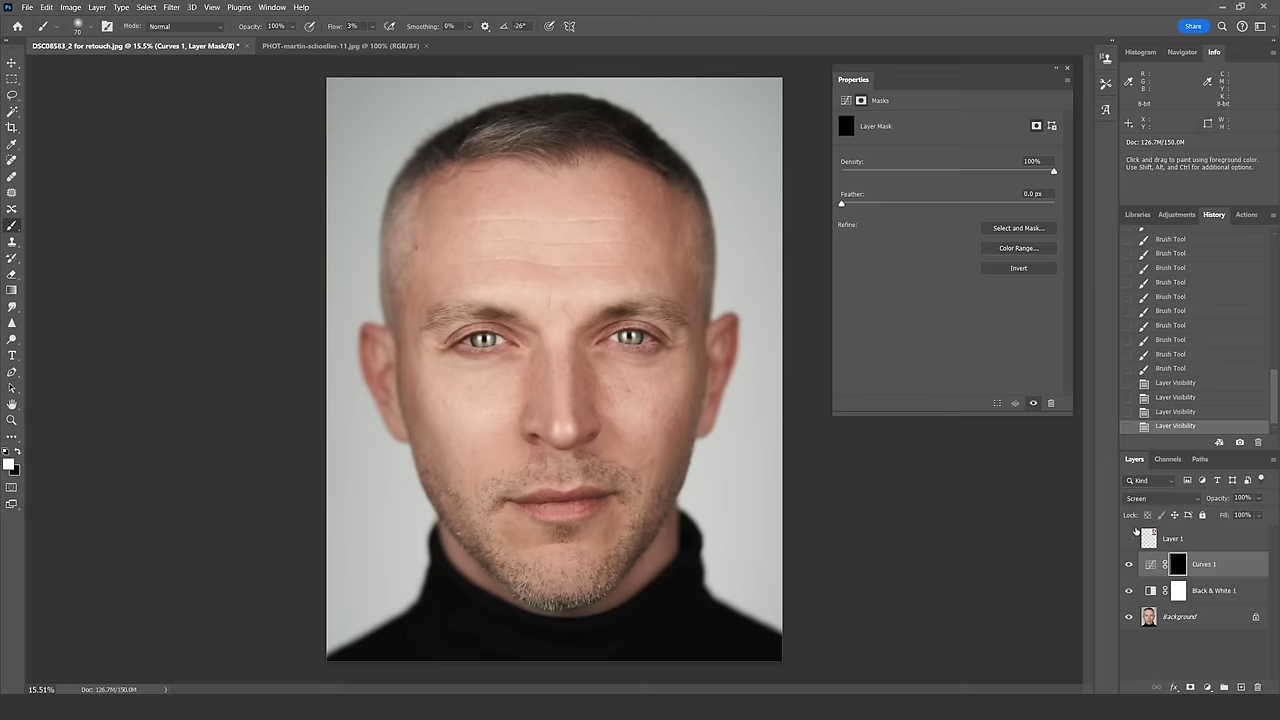 Ps File Edit Image Layer Type Select Filter 3D View Plugins Window Help
70 Mode: Normal Opacity: 100% Flow: 3% Smoothing: 0% -26° Share
DSC08583_2 for retouch.jpg @ 15.5% (Curves 1, Layer Mask/8) * × PHOT-martin-schoeller-11.jpg @ 100% (RGB/8#) ×
Properties
Masks
Layer Mask
Density: 100%
Feather: 0.0 px
Refine: Select and Mask...
Color Range...
Invert
Histogram Navigator Info
R : C :
G : M :
B : Y :
K :
8-bit 8-bit
X : W :
Y : H :
Doc: 126.7M/150.0M
Click and drag to paint using foreground color.
Use Shift, Alt, and Ctrl for additional options.
Libraries Adjustments History Actions
Brush Tool
Brush Tool
Brush Tool
Brush Tool
Brush Tool
Brush Tool
Brush Tool
Brush Tool
Brush Tool
Brush Tool
Layer Visibility
Layer Visibility
Layer Visibility
Layer Visibility
Layers Channels Paths
Kind
Screen Opacity: 100%
Lock: Fill: 100%
Layer 1
Curves 1
Black & White 1
Background
15.51% Doc: 126.7M/150.0M